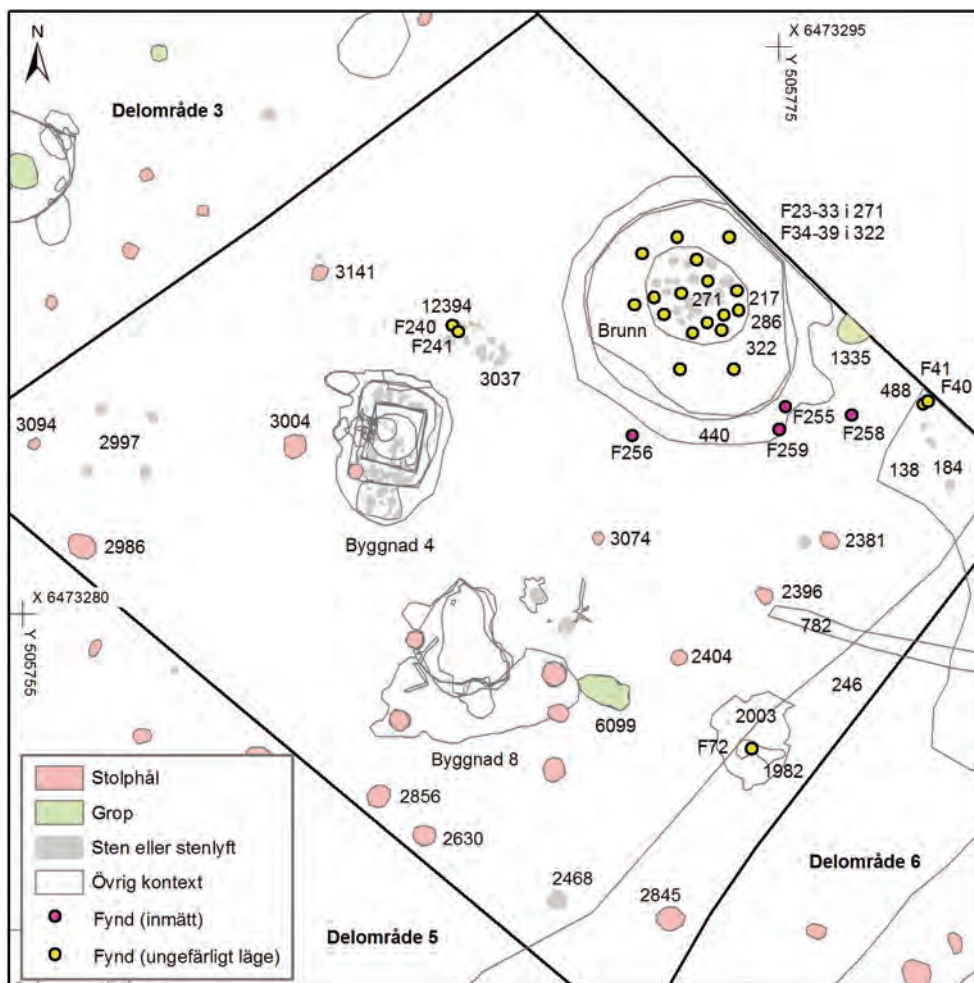 N
X 6473295
Y 505775
Delområde 3
F23-33 i 271
F34-39 i 322
3141
12394
F240
F241
3037
271
217
286
Brunn
322
1335
F41
F40
488
3094
2997
3004
F255
F258
F256
440
F259
138
184
2986
Byggnad 4
3074
2381
X 6473280
Y 505755
2396
782
2404
246
6099
2003
F72
1982
Byggnad 8
2856
2630
2468
2845
Delområde 6
Delområde 5
Stolphål
Grop
Sten eller stenlyft
Övrig kontext
Fynd (inmätt)
Fynd (ungefärligt läge)